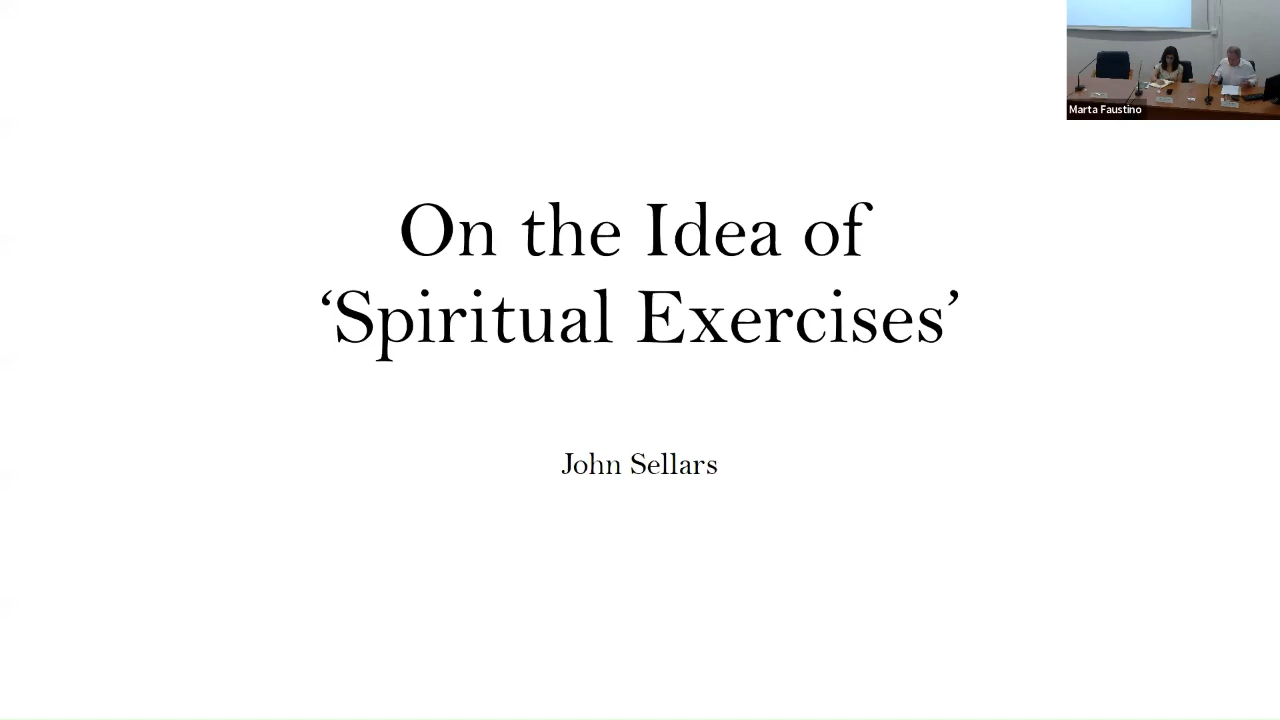 Marta Faustino
On the Idea of
‘Spiritual Exercises’
John Sellars